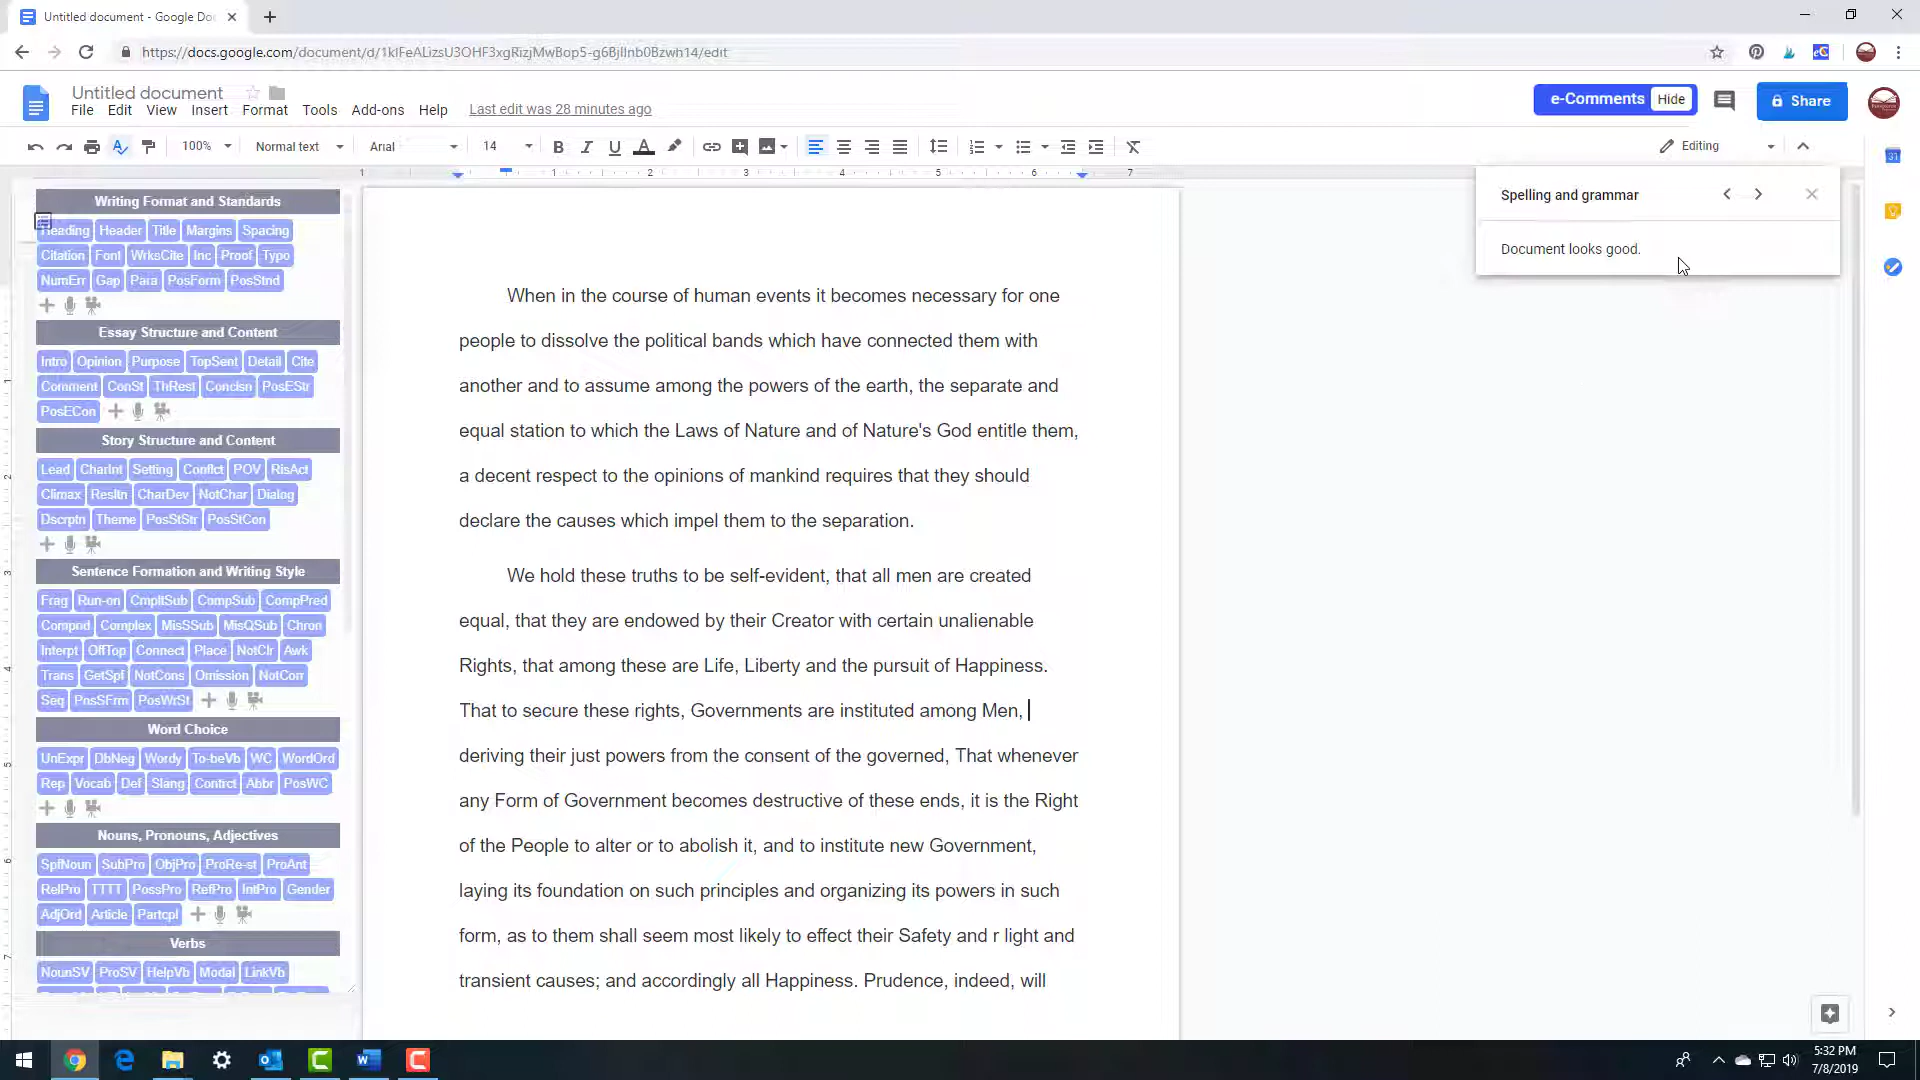 Untitled document - Google Do
https://docs.google.com/document/d/1klFeALizsU3OHF3xgRizjMwBop5-g6BjlInb0Bzwh14/edit
Untitled document
File Edit View Insert Format Tools Add-ons Help Last edit was 28 minutes ago
e-Comments Hide
Share
100% Normal text Arial 14 B I U A Editing
1 1 2 3 4 5 6 7
Spelling and grammar
Document looks good.
Writing Format and Standards
Heading Header Title Margins Spacing
Citation Font WrksCite Inc Proof Typo
NumErr Gap Para PosForm PosStnd
Essay Structure and Content
Intro Opinion Purpose TopSent Detail Cite
Comment ConSt ThRest Conclsn PosEStr
PosECon
Story Structure and Content
Lead CharInt Setting Conflct POV RisAct
Climax Resltn CharDev NotChar Dialog
Dscrptn Theme PosStStr PosStCon
Sentence Formation and Writing Style
Frag Run-on CmpltSub CompSub CompPred
Compnd Complex MisSSub MisQSub Chron
Interpt OffTop Connect Place NotClr Awk
Trans GetSpf NotCons Omission NotCom
Seq PosSFrm PosWrSt
Word Choice
UnExpr DbNeg Wordy To-beVb WC WordOrd
Rep Vocab Def Slang Contrct Abbr PosWC
Nouns, Pronouns, Adjectives
SpfNoun SubPro ObjPro ProRe-st ProAnt
RelPro TTTT PossPro RefPro IntPro Gender
AdjOrd Article Partcpl
Verbs
NounSV ProSV HelpVb Modal LinkVb
When in the course of human events it becomes necessary for one
people to dissolve the political bands which have connected them with
another and to assume among the powers of the earth, the separate and
equal station to which the Laws of Nature and of Nature's God entitle them,
a decent respect to the opinions of mankind requires that they should
declare the causes which impel them to the separation.
We hold these truths to be self-evident, that all men are created
equal, that they are endowed by their Creator with certain unalienable
Rights, that among these are Life, Liberty and the pursuit of Happiness.
That to secure these rights, Governments are instituted among Men,
deriving their just powers from the consent of the governed, That whenever
any Form of Government becomes destructive of these ends, it is the Right
of the People to alter or to abolish it, and to institute new Government,
laying its foundation on such principles and organizing its powers in such
form, as to them shall seem most likely to effect their Safety and r light and
transient causes; and accordingly all Happiness. Prudence, indeed, will
5:32 PM
7/8/2019